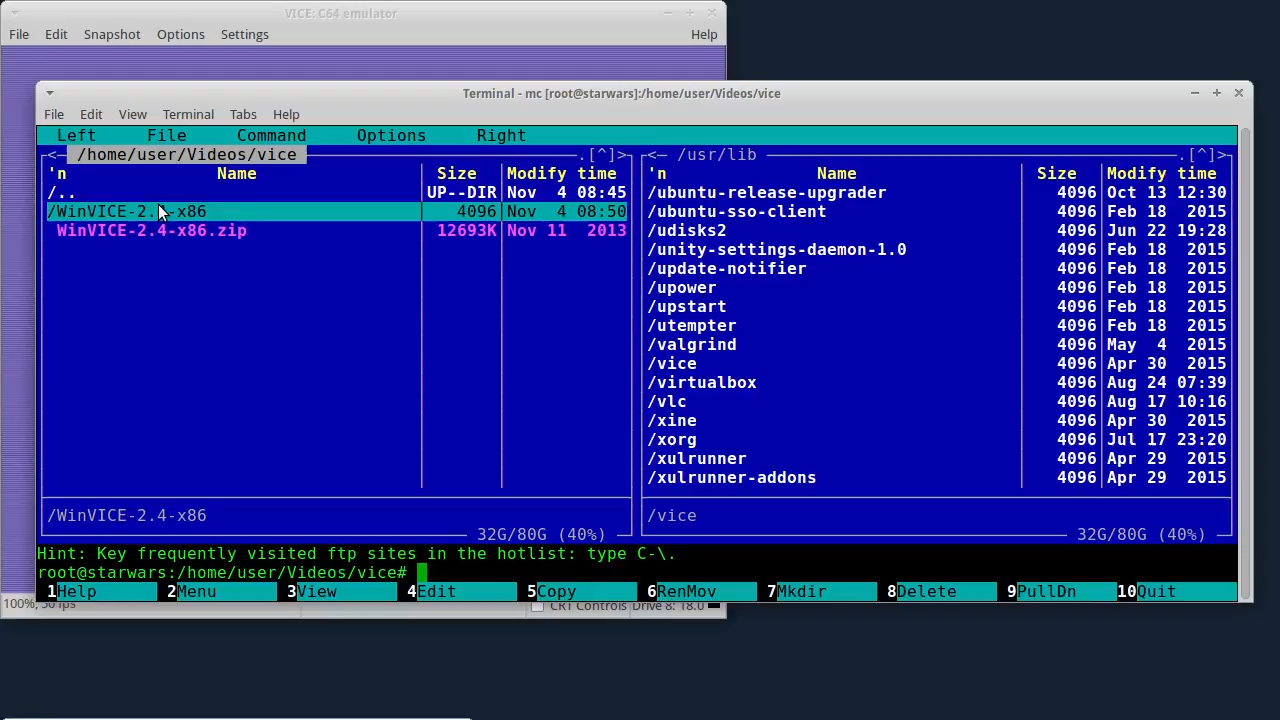 VICE: C64 emulator
File Edit Snapshot Options Settings Help
Terminal - mc [root@starwars]:/home/user/Videos/vice
File Edit View Terminal Tabs Help
Left File Command Options Right
<─ /home/user/Videos/vice .[^]> <─ /usr/lib .[^]>
'n Name Size Modify time 'n Name Size Modify time
/.. UP--DIR Nov 4 08:45 /ubuntu-release-upgrader 4096 Oct 13 12:30
/WinVICE-2.4-x86 4096 Nov 4 08:50 /ubuntu-sso-client 4096 Feb 18 2015
WinVICE-2.4-x86.zip 12693K Nov 11 2013 /udisks2 4096 Jun 22 19:28
/unity-settings-daemon-1.0 4096 Feb 18 2015
/update-notifier 4096 Feb 18 2015
/upower 4096 Feb 18 2015
/upstart 4096 Feb 18 2015
/utempter 4096 Feb 18 2015
/valgrind 4096 May 4 2015
/vice 4096 Apr 30 2015
/virtualbox 4096 Aug 24 07:39
/vlc 4096 Aug 17 10:16
/xine 4096 Apr 30 2015
/xorg 4096 Jul 17 23:20
/xulrunner 4096 Apr 29 2015
/xulrunner-addons 4096 Apr 29 2015
/WinVICE-2.4-x86 /vice
32G/80G (40%) 32G/80G (40%)
Hint: Key frequently visited ftp sites in the hotlist: type C-\.
root@starwars:/home/user/Videos/vice#
1Help 2Menu 3View 4Edit 5Copy 6RenMov 7Mkdir 8Delete 9PullDn 10Quit
100%, 50 fps CRT Controls Drive 8: 18.0